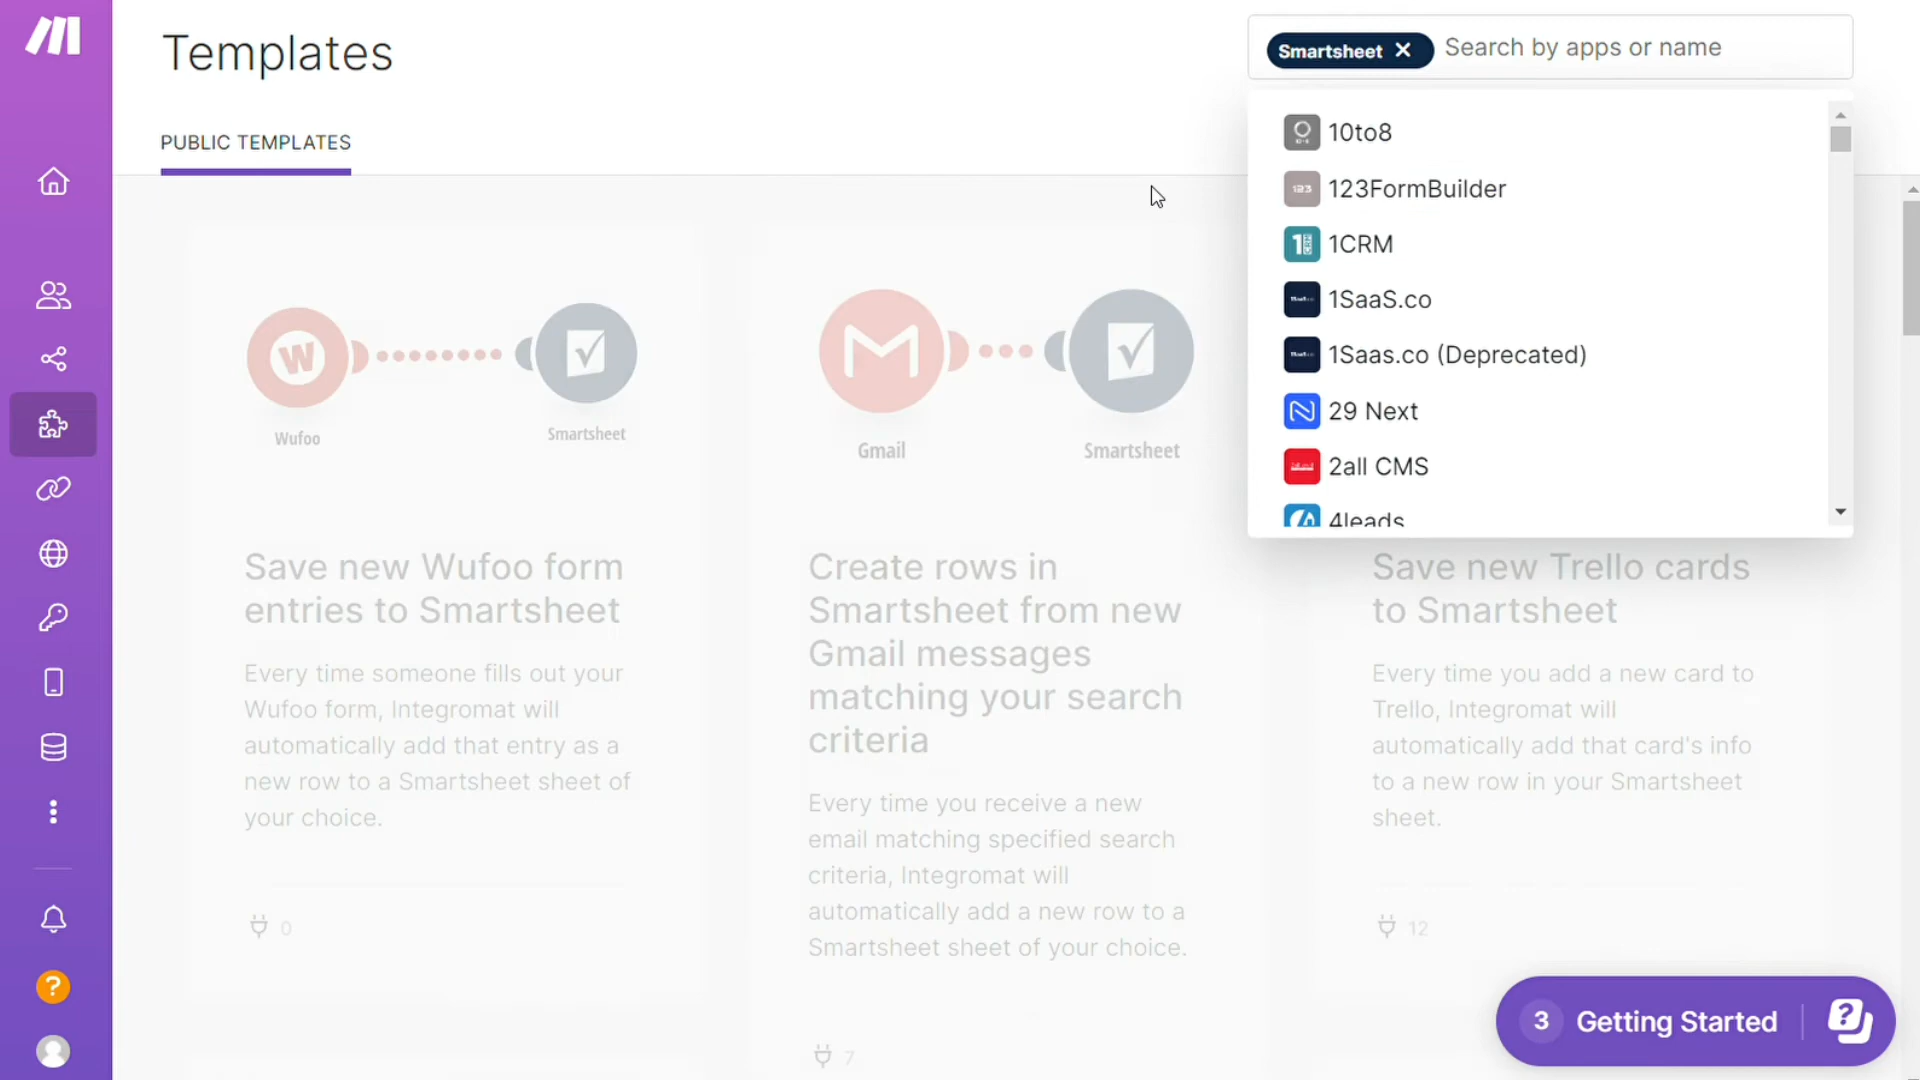 Templates
Smartsheet
Search by apps or name
PUBLIC TEMPLATES
10to8
123FormBuilder
1CRM
1SaaS.co
1Saas.co (Deprecated)
29 Next
2all CMS
4leads
Wufoo
Smartsheet
Gmail
Smartsheet
Save new Wufoo form
entries to Smartsheet
Every time someone fills out your
Wufoo form, Integromat will
automatically add that entry as a
new row to a Smartsheet sheet of
your choice.
0
Create rows in
Smartsheet from new
Gmail messages
matching your search
criteria
Every time you receive a new
email matching specified search
criteria, Integromat will
automatically add a new row to a
Smartsheet sheet of your choice.
7
Save new Trello cards
to Smartsheet
Every time you add a new card to
Trello, Integromat will
automatically add that card's info
to a new row in your Smartsheet
sheet.
12
3 Getting Started